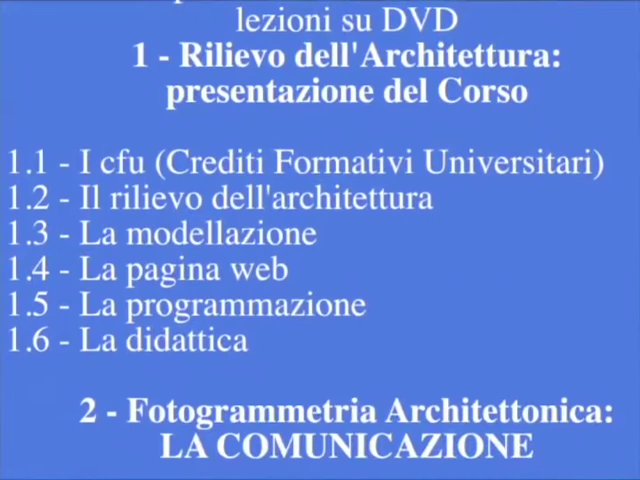 lezioni su DVD
1 - Rilievo dell'Architettura:
presentazione del Corso
1.1 - I cfu (Crediti Formativi Universitari)
1.2 - Il rilievo dell'architettura
1.3 - La modellazione
1.4 - La pagina web
1.5 - La programmazione
1.6 - La didattica
2 - Fotogrammetria Architettonica:
LA COMUNICAZIONE